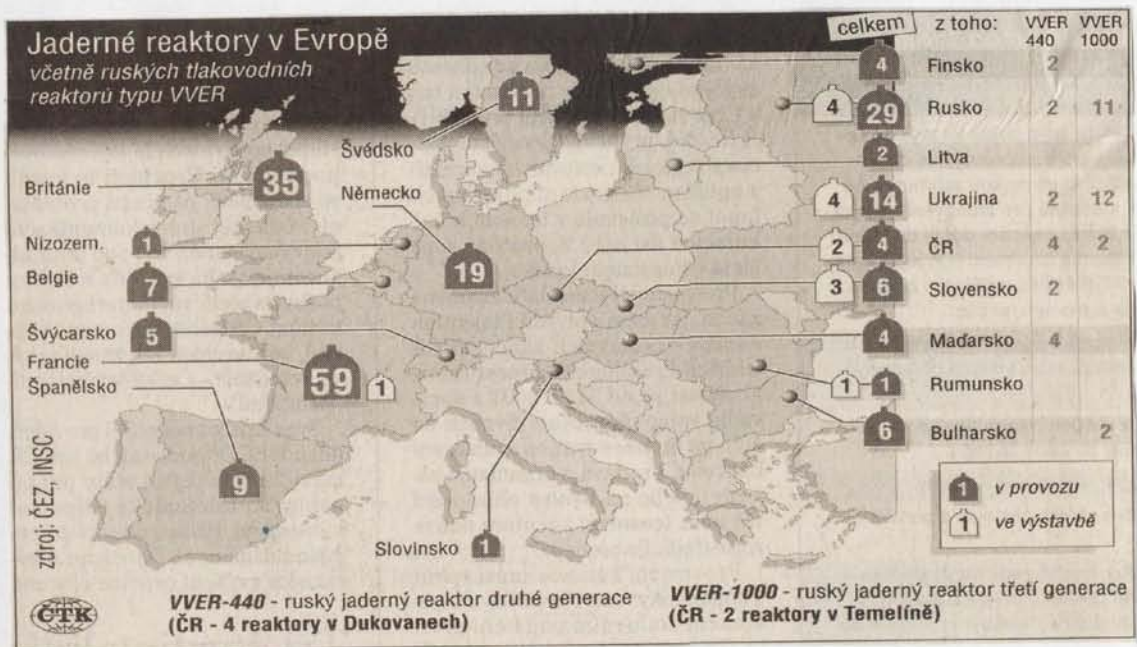 Jaderné reaktory v Evropě
včetně ruských tlakovodních
reaktorů typu VVER
celkem z toho: VVER 440 VVER 1000
4 Finsko 2
4 29 Rusko 2 11
2 Litva
4 14 Ukrajina 2 12
2 4 ČR 4 2
3 6 Slovensko 2
4 Maďarsko 4
1 1 Rumunsko
6 Bulharsko 2
11
Švédsko
Británie 35
Německo
19
Nizozem. 1
Belgie 7
Švýcarsko 5
Francie 59 1
Španělsko
9
Slovinsko 1
1 v provozu
1 ve výstavbě
zdroj: ČEZ, INSC
ČTK
VVER-440 - ruský jaderný reaktor druhé generace
(ČR - 4 reaktory v Dukovanech)
VVER-1000 - ruský jaderný reaktor třetí generace
(ČR - 2 reaktory v Temelíně)